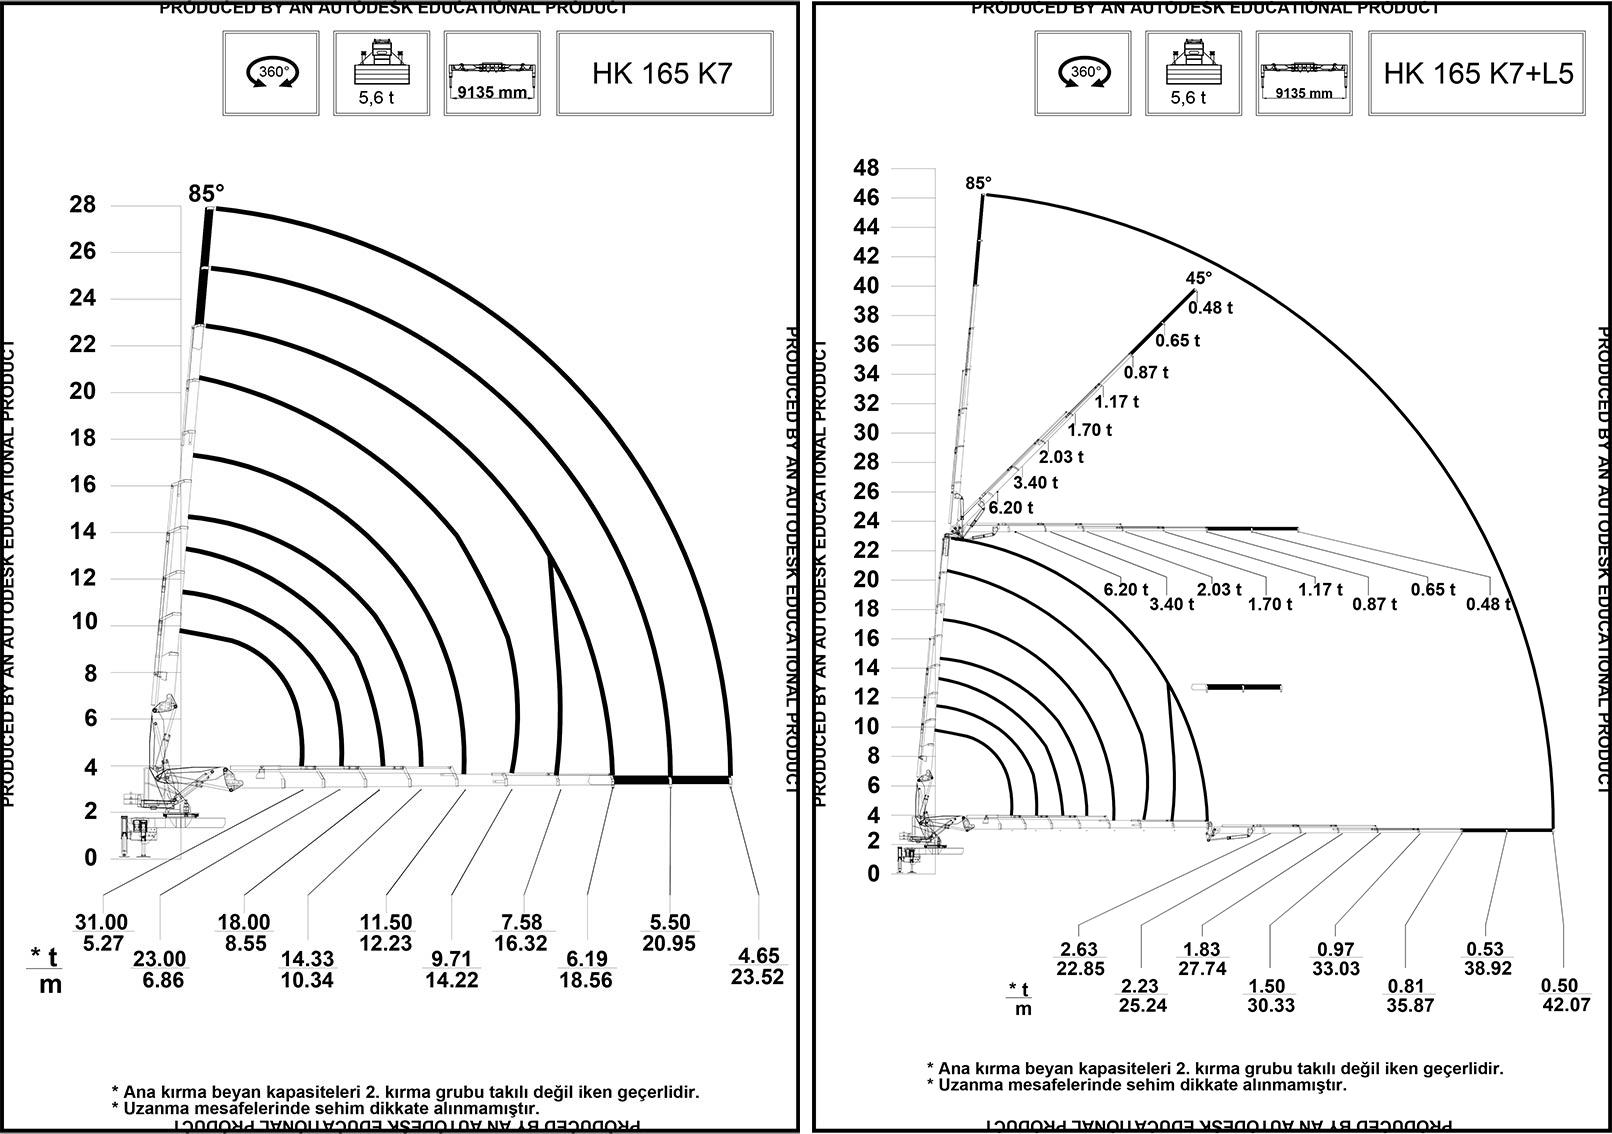 PRODUCED BY AN AUTODESK EDUCATIONAL PRODUCT
360°
5,6 t
9135 mm
HK 165 K7
85°
28
26
24
22
20
18
16
14
12
10
8
6
4
2
0
31.00
5.27
23.00
6.86
18.00
8.55
14.33
10.34
11.50
12.23
9.71
14.22
7.58
16.32
6.19
18.56
5.50
20.95
4.65
23.52
* t
m
* Ana kırma beyan kapasiteleri 2. kırma grubu takılı değil iken geçerlidir.
* Uzanma mesafelerinde sehim dikkate alınmamıştır.
PRODUCED BY AN AUTODESK EDUCATIONAL PRODUCT
PRODUCED BY AN AUTODESK EDUCATIONAL PRODUCT
PRODUCED BY AN AUTODESK EDUCATIONAL PRODUCT
PRODUCED BY AN AUTODESK EDUCATIONAL PRODUCT
360°
5,6 t
9135 mm
HK 165 K7+L5
48
46
44
42
40
38
36
34
32
30
28
26
24
22
20
18
16
14
12
10
8
6
4
2
0
85°
45°
0.48 t
0.65 t
0.87 t
1.17 t
1.70 t
2.03 t
3.40 t
6.20 t
6.20 t
3.40 t
2.03 t
1.70 t
1.17 t
0.87 t
0.65 t
0.48 t
2.63
22.85
2.23
25.24
1.83
27.74
1.50
30.33
0.97
33.03
0.81
35.87
0.53
38.92
0.50
42.07
* t
m
* Ana kırma beyan kapasiteleri 2. kırma grubu takılı değil iken geçerlidir.
* Uzanma mesafelerinde sehim dikkate alınmamıştır.
PRODUCED BY AN AUTODESK EDUCATIONAL PRODUCT
PRODUCED BY AN AUTODESK EDUCATIONAL PRODUCT
PRODUCED BY AN AUTODESK EDUCATIONAL PRODUCT